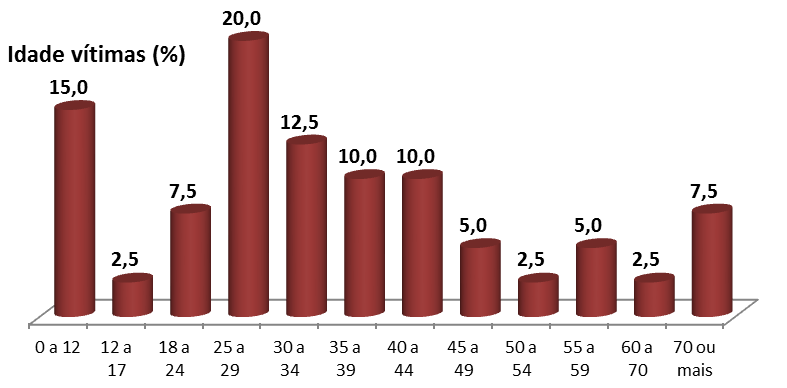 Idade vítimas (%)
15,0
2,5
7,5
20,0
12,5
10,0
10,0
5,0
2,5
5,0
2,5
7,5
0 a 12
12 a
17
18 a
24
25 a
29
30 a
34
35 a
39
40 a
44
45 a
49
50 a
54
55 a
59
60 a
70
70 ou
mais